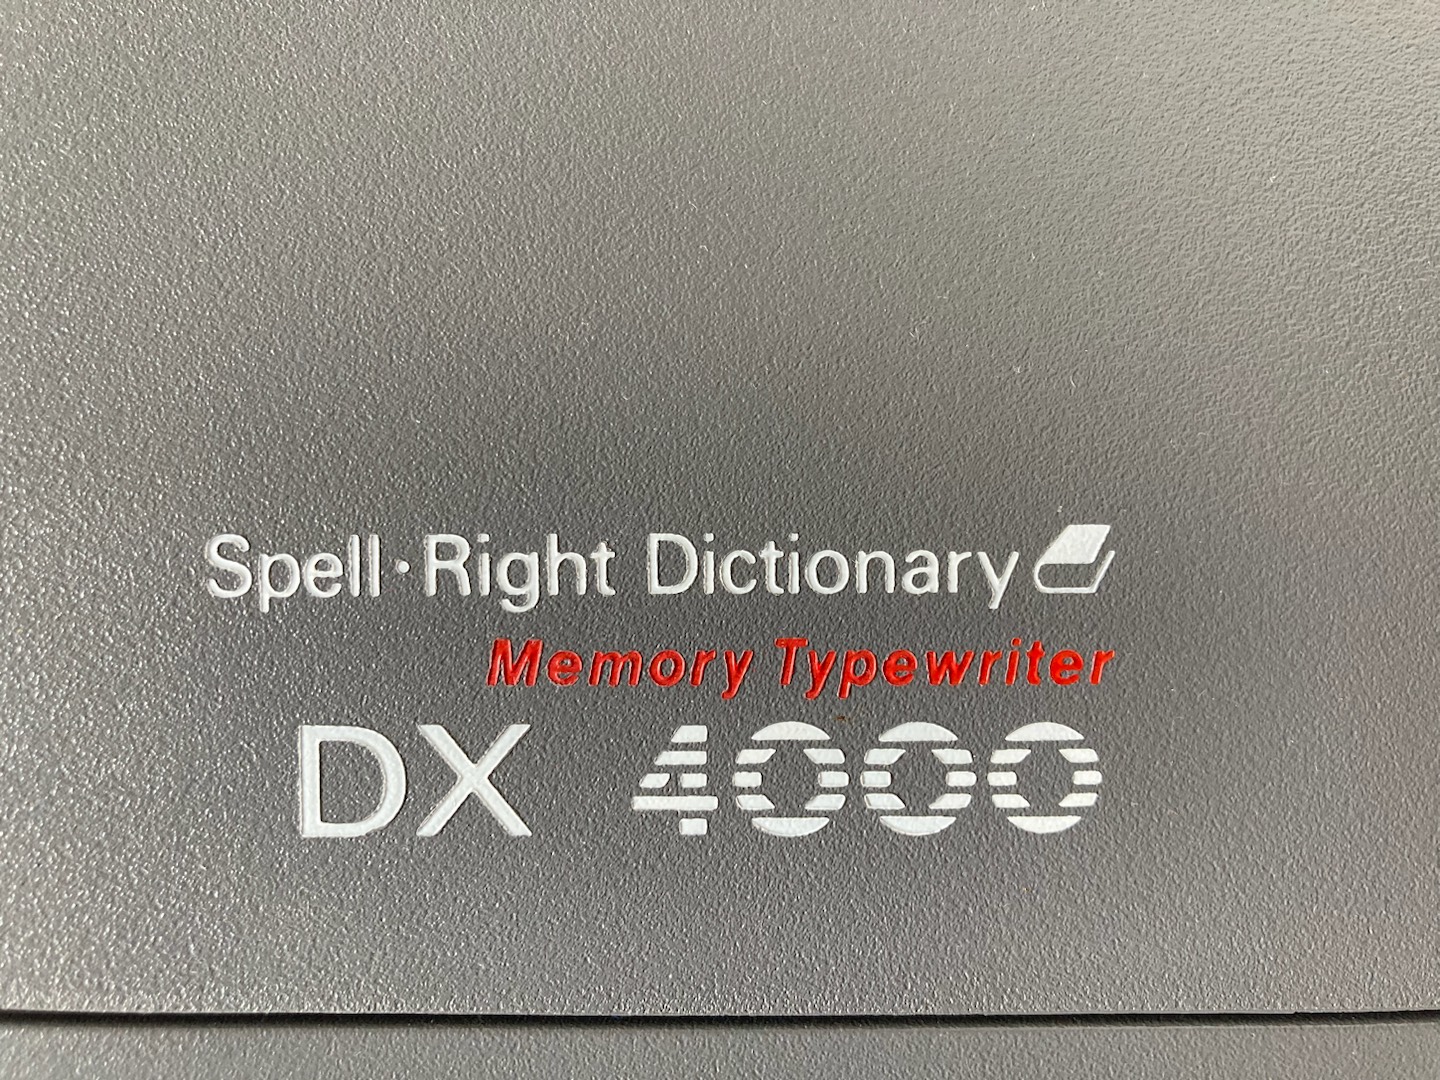 Spell·Right Dictionary
Memory Typewriter
DX 4000